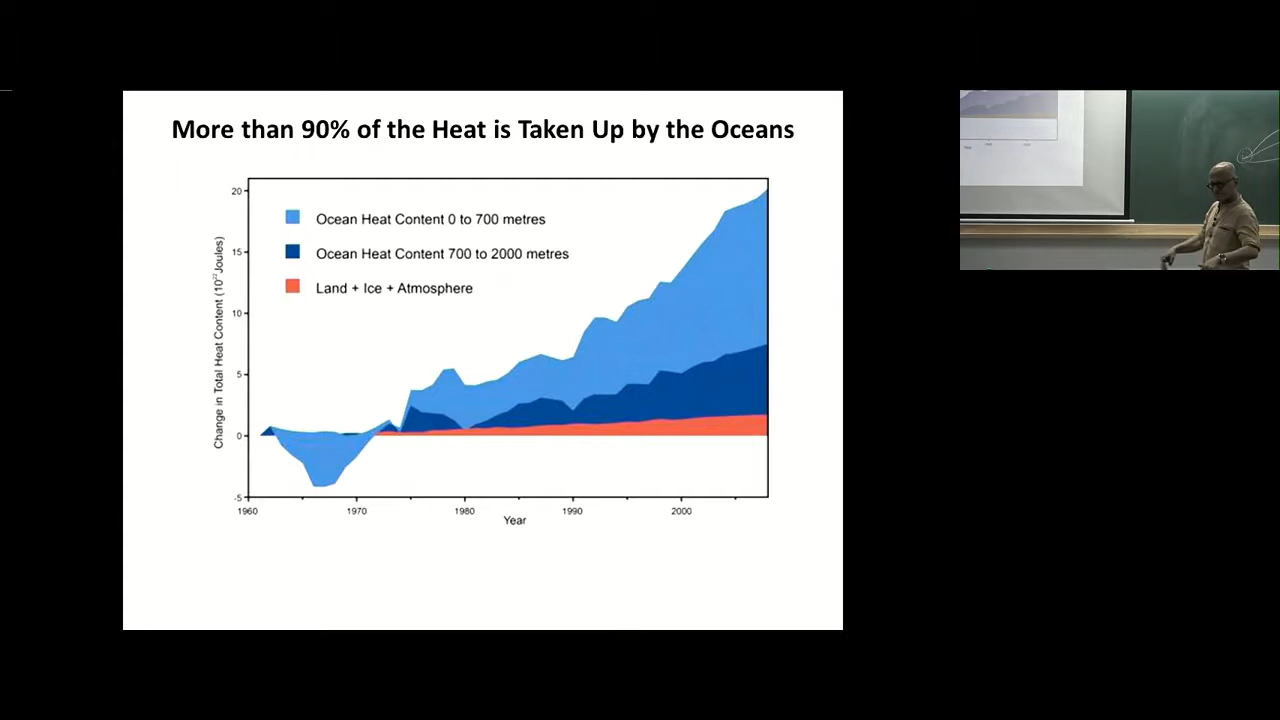 More than 90% of the Heat is Taken Up by the Oceans
Ocean Heat Content 0 to 700 metres
Ocean Heat Content 700 to 2000 metres
Land + Ice + Atmosphere
Change in Total Heat Content (10²²Joules)
20
15
10
5
0
-5
1960
1970
1980
1990
2000
Year